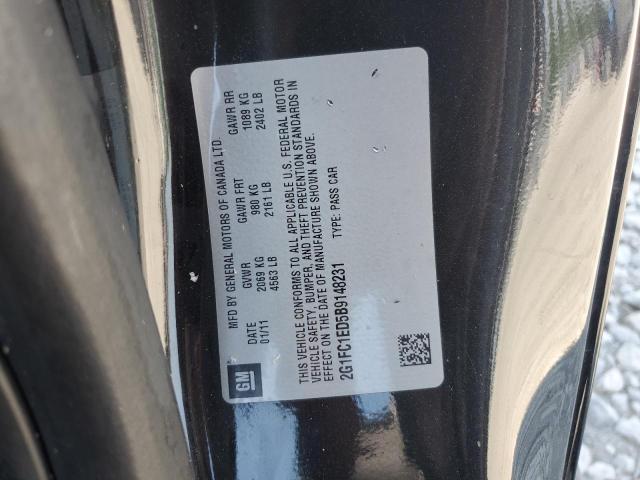 MFD BY GENERAL MOTORS OF CANADA LTD.
DATE GVWR GAWR FRT GAWR RR
01/11 2069 KG 980 KG 1089 KG
4563 LB 2161 LB 2402 LB
THIS VEHICLE CONFORMS TO ALL APPLICABLE U.S. FEDERAL MOTOR
VEHICLE SAFETY, BUMPER, AND THEFT PREVENTION STANDARDS IN
EFFECT ON THE DATE OF MANUFACTURE SHOWN ABOVE.
2G1FC1ED5B9148231 TYPE: PASS CAR
GM